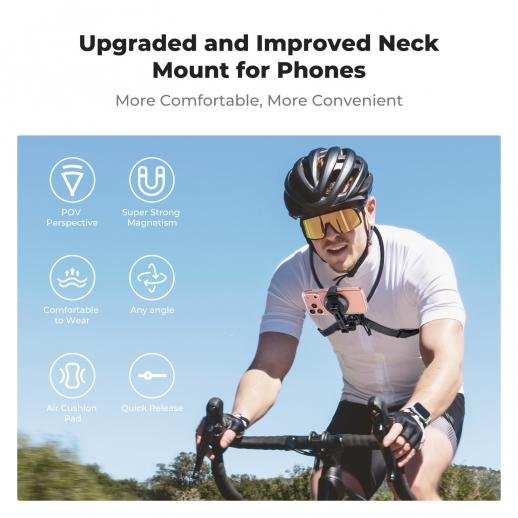 Upgraded and Improved Neck
Mount for Phones
More Comfortable, More Convenient
POV
Perspective
Super Strong
Magnetism
Comfortable
to Wear
Any angle
Air Cushion
Pad
Quick Release